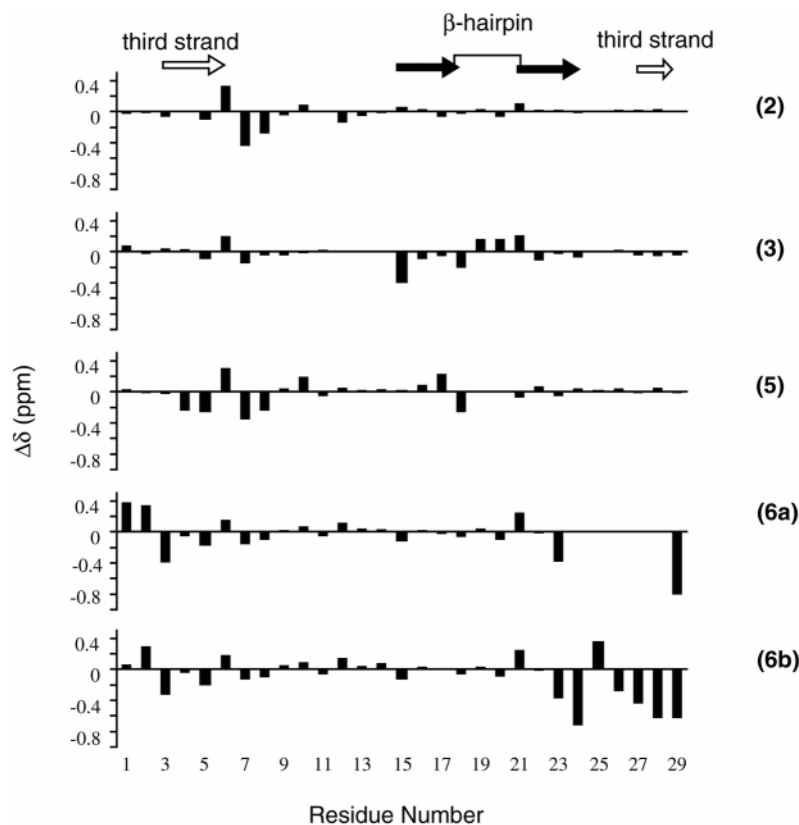 β-hairpin
third strand
third strand
0.4
0
-0.4
-0.8
(2)
0.4
0
-0.4
-0.8
(3)
0.4
0
-0.4
-0.8
(5)
0.4
0
-0.4
-0.8
(6a)
0.4
0
-0.4
-0.8
(6b)
Δδ (ppm)
1 3 5 7 9 11 13 15 17 19 21 23 25 27 29
Residue Number